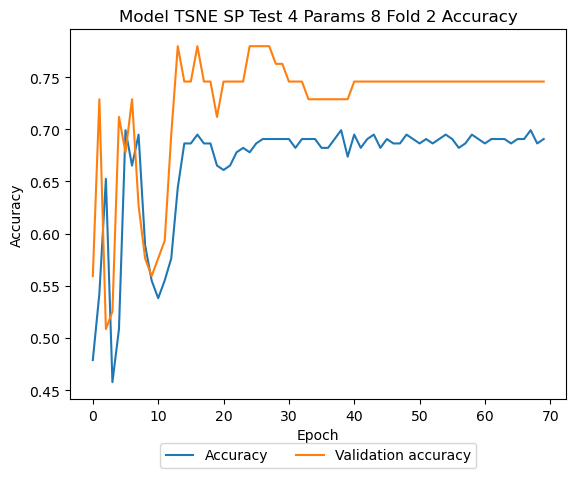 Model TSNE SP Test 4 Params 8 Fold 2 Accuracy
Accuracy
0.75
0.70
0.65
0.60
0.55
0.50
0.45
0 10 20 30 40 50 60 70
Epoch
Accuracy Validation accuracy